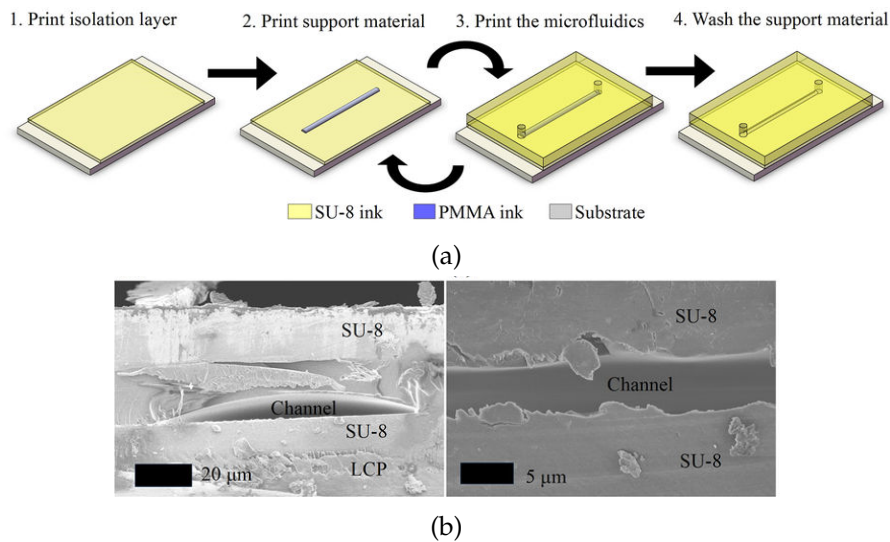 1. Print isolation layer
2. Print support material
3. Print the microfluidics
4. Wash the support material
SU-8 ink
PMMA ink
Substrate
(a)
SU-8
Channel
SU-8
LCP
20 μm
SU-8
Channel
SU-8
5 μm
(b)